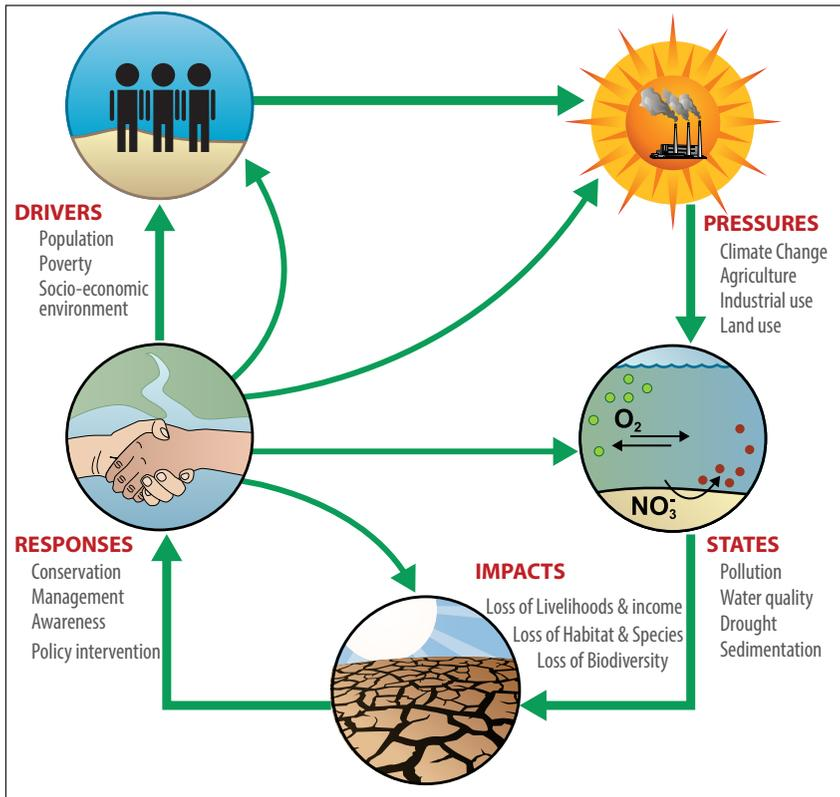 DRIVERS
Population
Poverty
Socio-economic
environment
PRESSURES
Climate Change
Agriculture
Industrial use
Land use
O₂
NO₃⁻
RESPONSES
Conservation
Management
Awareness
Policy intervention
IMPACTS
Loss of Livelihoods & income
Loss of Habitat & Species
Loss of Biodiversity
STATES
Pollution
Water quality
Drought
Sedimentation